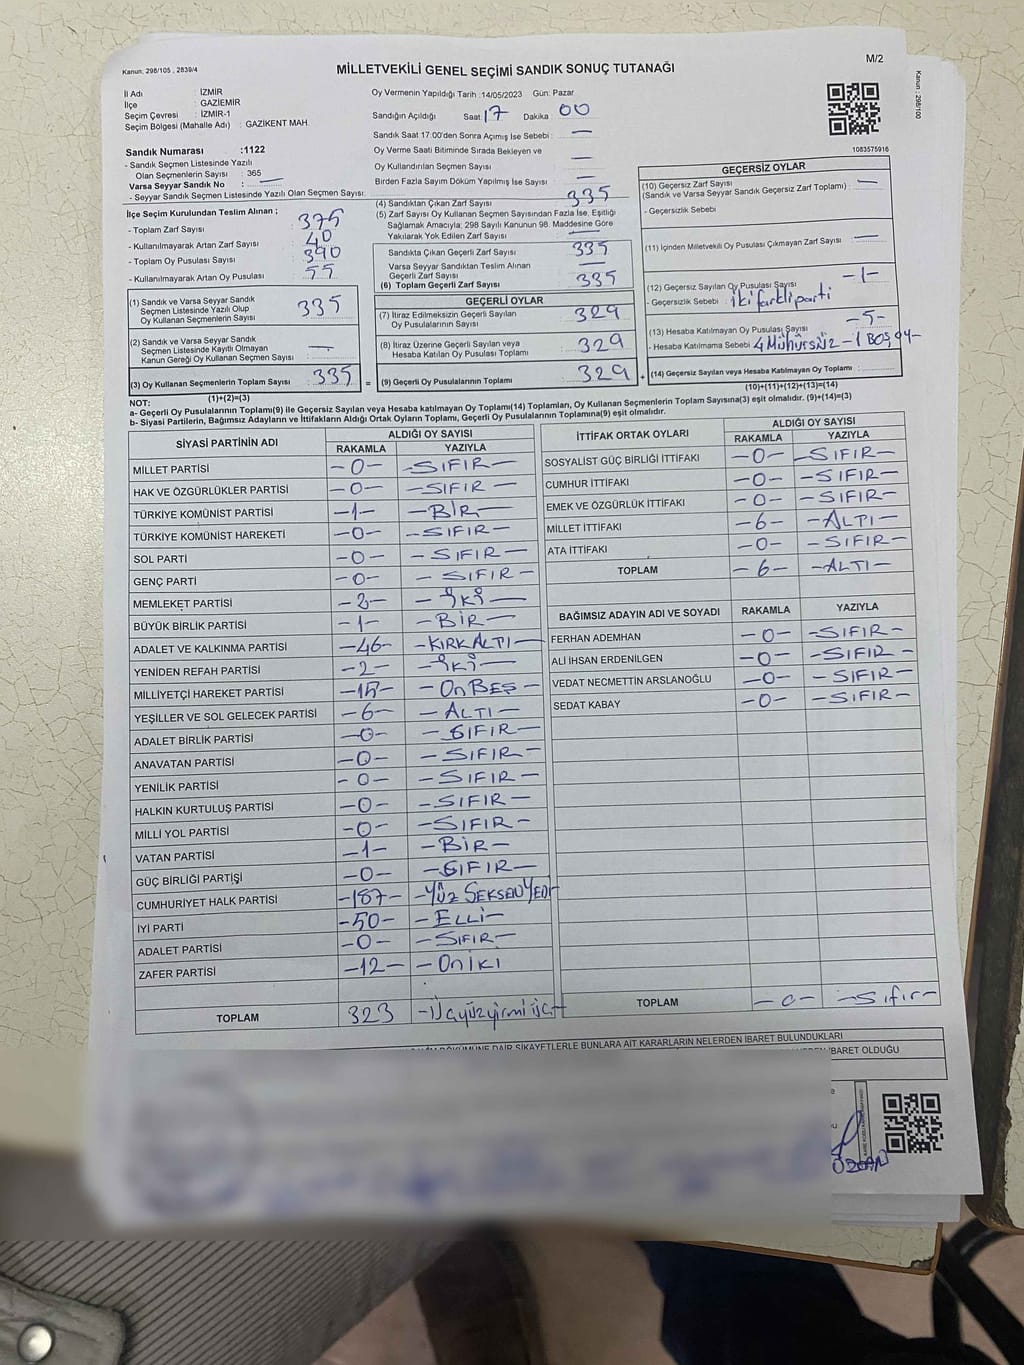 Kanun: 298/105 , 2839/4
MİLLETVEKİLİ GENEL SEÇİMİ SANDIK SONUÇ TUTANAĞI
M/2
Kanun: 298/100
İl Adı : İZMİR
İlçe : GAZİEMİR
Seçim Çevresi : İZMİR-1
Seçim Bölgesi (Mahalle Adı) : GAZİKENT MAH.
Oy Vermenin Yapıldığı Tarih :14/05/2023 Gün: Pazar
Sandığın Açıldığı Saat 17 Dakika 00
Sandık Saat 17:00'den Sonra Açılmış İse Sebebi : —
Oy Verme Saati Bitiminde Sırada Bekleyen ve
Oy Kullandırılan Seçmen Sayısı : —
Birden Fazla Sayım Döküm Yapılmış İse Sayısı : —
1083575916
Sandık Numarası :1122
- Sandık Seçmen Listesinde Yazılı
Olan Seçmenlerin Sayısı : 365
Varsa Seyyar Sandık No : —
- Seyyar Sandık Seçmen Listesinde Yazılı Olan Seçmen Sayısı:
İlçe Seçim Kurulundan Teslim Alınan ;
- Toplam Zarf Sayısı : 375
- Kullanılmayarak Artan Zarf Sayısı : 40
- Toplam Oy Pusulası Sayısı : 390
- Kullanılmayarak Artan Oy Pusulası : 55
(1) Sandık ve Varsa Seyyar Sandık
Seçmen Listesinde Yazılı Olup
Oy Kullanan Seçmenlerin Sayısı : 335
(2) Sandık ve Varsa Seyyar Sandık
Seçmen Listesinde Kayıtlı Olmayan
Kanun Gereği Oy Kullanan Seçmen Sayısı : —
(3) Oy Kullanan Seçmenlerin Toplam Sayısı : 335
(1)+(2)=(3)
(4) Sandıktan Çıkan Zarf Sayısı : 335
(5) Zarf Sayısı Oy Kullanan Seçmen Sayısından Fazla İse, Eşitliği
Sağlamak Amacıyla; 298 Sayılı Kanunun 98. Maddesine Göre
Yakılarak Yok Edilen Zarf Sayısı : —
Sandıkta Çıkan Geçerli Zarf Sayısı : 335
Varsa Seyyar Sandıktan Teslim Alınan
Geçerli Zarf Sayısı : —
(6) Toplam Geçerli Zarf Sayısı : 335
GEÇERLİ OYLAR
(7) İtiraz Edilmeksizin Geçerli Sayılan
Oy Pusulalarının Sayısı : 329
(8) İtiraz Üzerine Geçerli Sayılan veya
Hesaba Katılan Oy Pusulası Toplamı : 329
= (9) Geçerli Oy Pusulalarının Toplamı : 329 +
GEÇERSİZ OYLAR
(10) Geçersiz Zarf Sayısı
(Sandık ve Varsa Seyyar Sandık Geçersiz Zarf Toplamı) : —
- Geçersizlik Sebebi :
(11) İçinden Milletvekili Oy Pusulası Çıkmayan Zarf Sayısı : —
(12) Geçersiz Sayılan Oy Pusulası Sayısı : -1-
- Geçersizlik Sebebi : iki farklı parti
(13) Hesaba Katılmayan Oy Pusulası Sayısı : -5-
- Hesaba Katılmama Sebebi : 4 Mühürsüz - 1 BOŞ
(14) Geçersiz Sayılan veya Hesaba Katılmayan Oy Toplamı :
(10)+(11)+(12)+(13)=(14)
NOT:
a- Geçerli Oy Pusulalarının Toplamı(9) ile Geçersiz Sayılan veya Hesaba katılmayan Oy Toplamı(14) Toplamları, Oy Kullanan Seçmenlerin Toplam Sayısına(3) eşit olmalıdır. (9)+(14)=(3)
b- Siyasi Partilerin, Bağımsız Adayların ve İttifakların Aldığı Ortak Oyların Toplamı, Geçerli Oy Pusulalarının Toplamına(9) eşit olmalıdır.
SİYASİ PARTİNİN ADI ALDIĞI OY SAYISI
RAKAMLA YAZIYLA
MİLLET PARTİSİ -0- -SIFIR-
HAK VE ÖZGÜRLÜKLER PARTİSİ -0- -SIFIR-
TÜRKİYE KOMÜNİST PARTİSİ -1- -BİR-
TÜRKİYE KOMÜNİST HAREKETİ -0- -SIFIR-
SOL PARTİ -0- -SIFIR-
GENÇ PARTİ -0- -SIFIR-
MEMLEKET PARTİSİ -2- -İKİ-
BÜYÜK BİRLİK PARTİSİ -1- -BİR-
ADALET VE KALKINMA PARTİSİ -46- -KIRKALTI-
YENİDEN REFAH PARTİSİ -2- -İKİ-
MİLLİYETÇİ HAREKET PARTİSİ -15- -OnBEŞ-
YEŞİLLER VE SOL GELECEK PARTİSİ -6- -ALTI-
ADALET BİRLİK PARTİSİ -0- -SIFIR-
ANAVATAN PARTİSİ -0- -SIFIR-
YENİLİK PARTİSİ -0- -SIFIR-
HALKIN KURTULUŞ PARTİSİ -0- -SIFIR-
MİLLİ YOL PARTİSİ -0- -SIFIR-
VATAN PARTİSİ -1- -BİR-
GÜÇ BİRLİĞİ PARTİSİ -0- -SIFIR-
CUMHURİYET HALK PARTİSİ -187- -YÜZ SEKSENYEDİ
İYİ PARTİ -50- -ELLİ-
ADALET PARTİSİ -0- -SIFIR-
ZAFER PARTİSİ -12- -ONİKİ
TOPLAM 323 -Üçyüzyirmiüç-
İTTİFAK ORTAK OYLARI ALDIĞI OY SAYISI
RAKAMLA YAZIYLA
SOSYALİST GÜÇ BİRLİĞİ İTTİFAKI -0- -SIFIR-
CUMHUR İTTİFAKI -0- -SIFIR-
EMEK VE ÖZGÜRLÜK İTTİFAKI -0- -SIFIR-
MİLLET İTTİFAKI -6- -ALTI-
ATA İTTİFAKI -0- -SIFIR-
TOPLAM -6- -ALTI-
BAĞIMSIZ ADAYIN ADI VE SOYADI RAKAMLA YAZIYLA
FERHAN ADEMHAN -0- -SIFIR-
ALİ İHSAN ERDENİLGEN -0- -SIFIR-
VEDAT NECMETTİN ARSLANOĞLU -0- -SIFIR-
SEDAT KABAY -0- -SIFIR-
TOPLAM -0- -Sıfır-
DÖKÜMÜNE DAİR ŞİKAYETLERLE BUNLARA AİT KARARLARIN NELERDEN İBARET BULUNDUKLARI
İBARET OLDUĞU
ÖZCAN